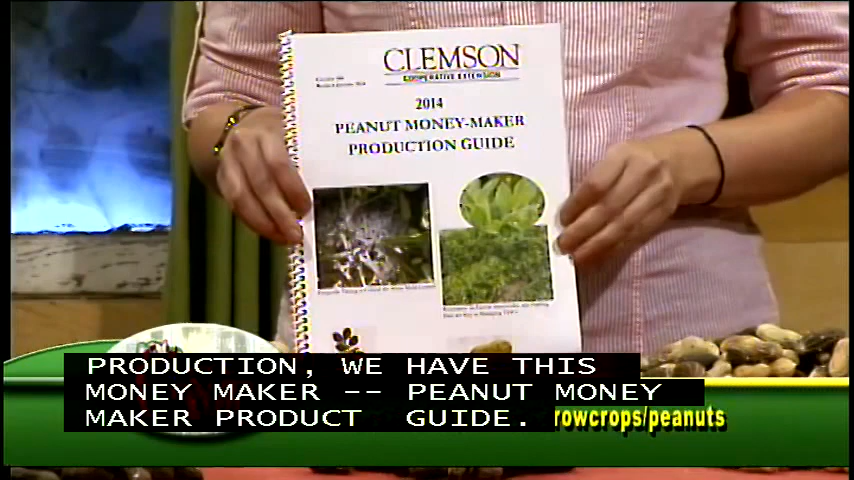 CLEMSON
COOPERATIVE EXTENSION
2014
PEANUT MONEY-MAKER
PRODUCTION GUIDE
PRODUCTION, WE HAVE THIS
MONEY MAKER -- PEANUT MONEY
MAKER PRODUCT GUIDE.
rowcrops/peanuts